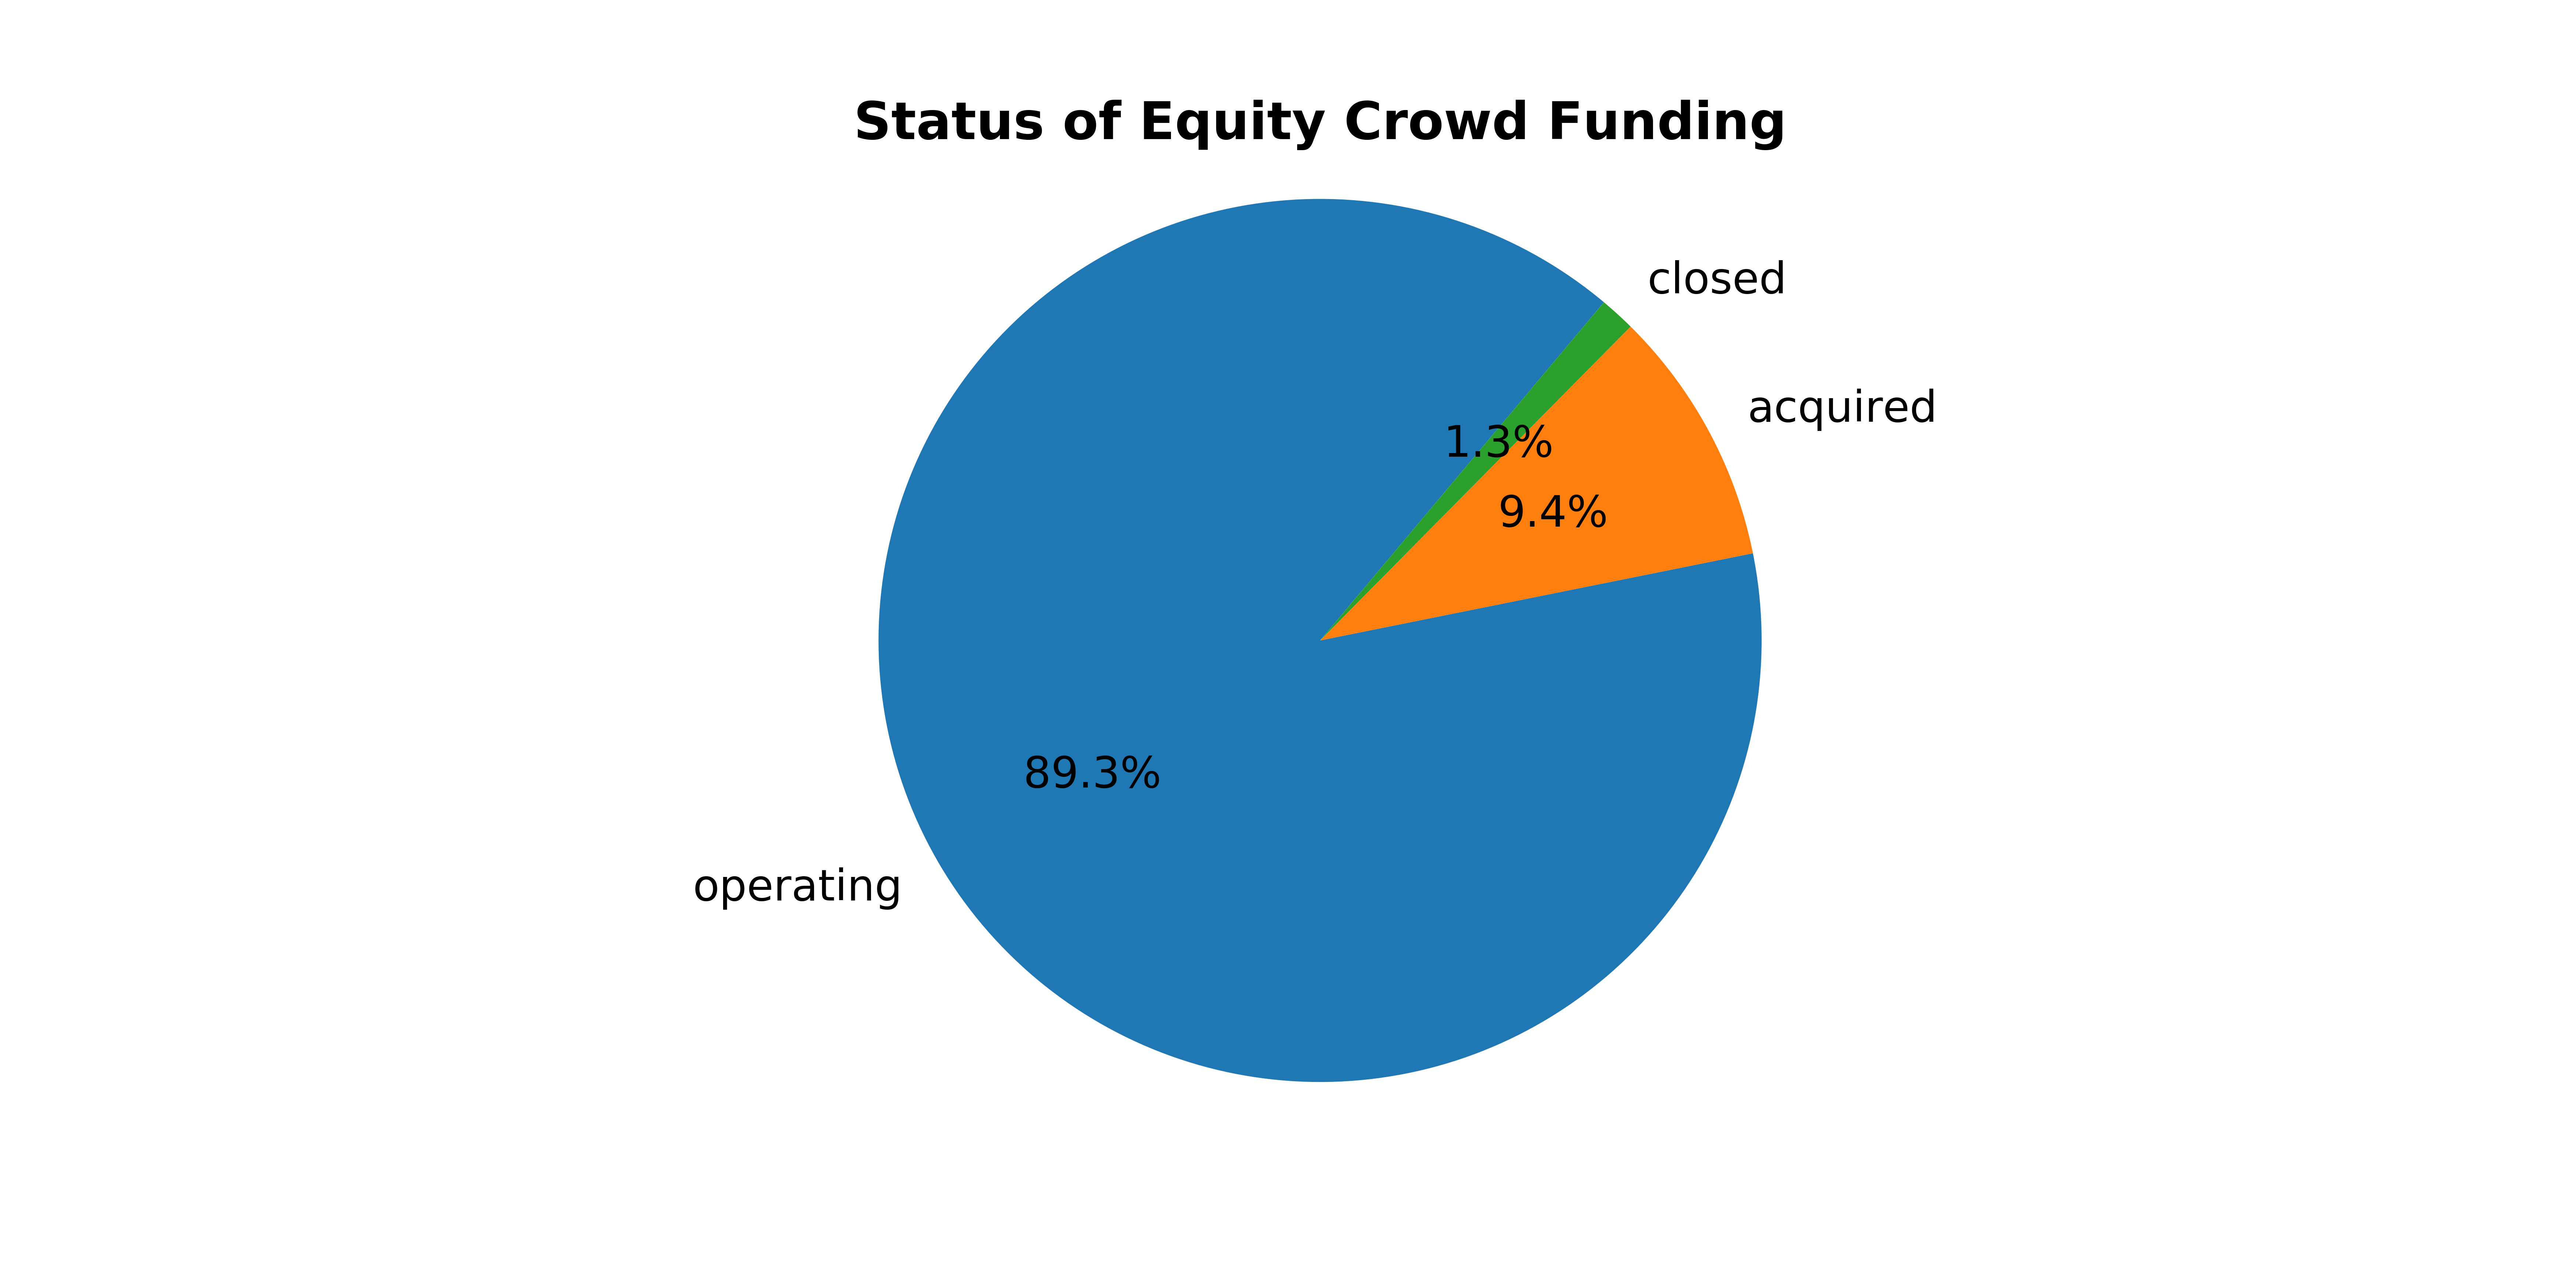 Status of Equity Crowd Funding
closed
acquired
1.3%
9.4%
89.3%
operating